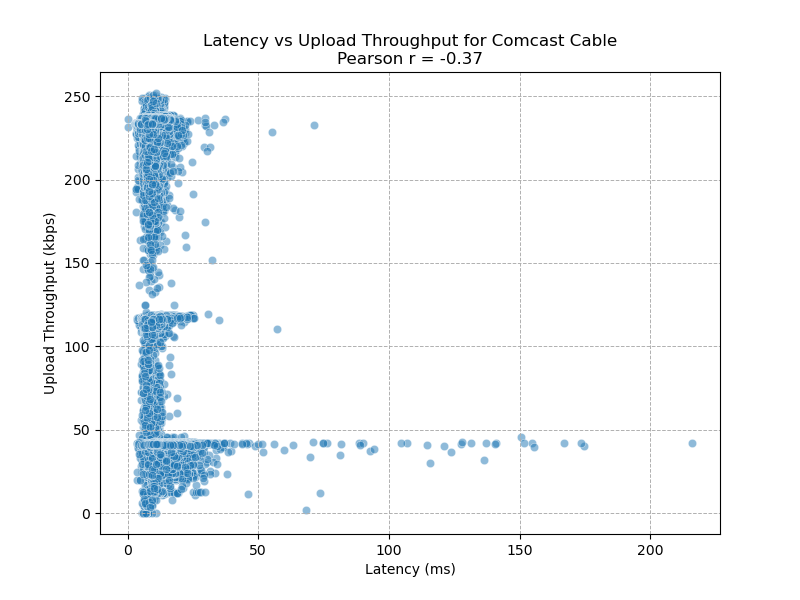 Latency vs Upload Throughput for Comcast Cable
Pearson r = -0.37
Upload Throughput (kbps)
250
200
150
100
50
0
0 50 100 150 200
Latency (ms)